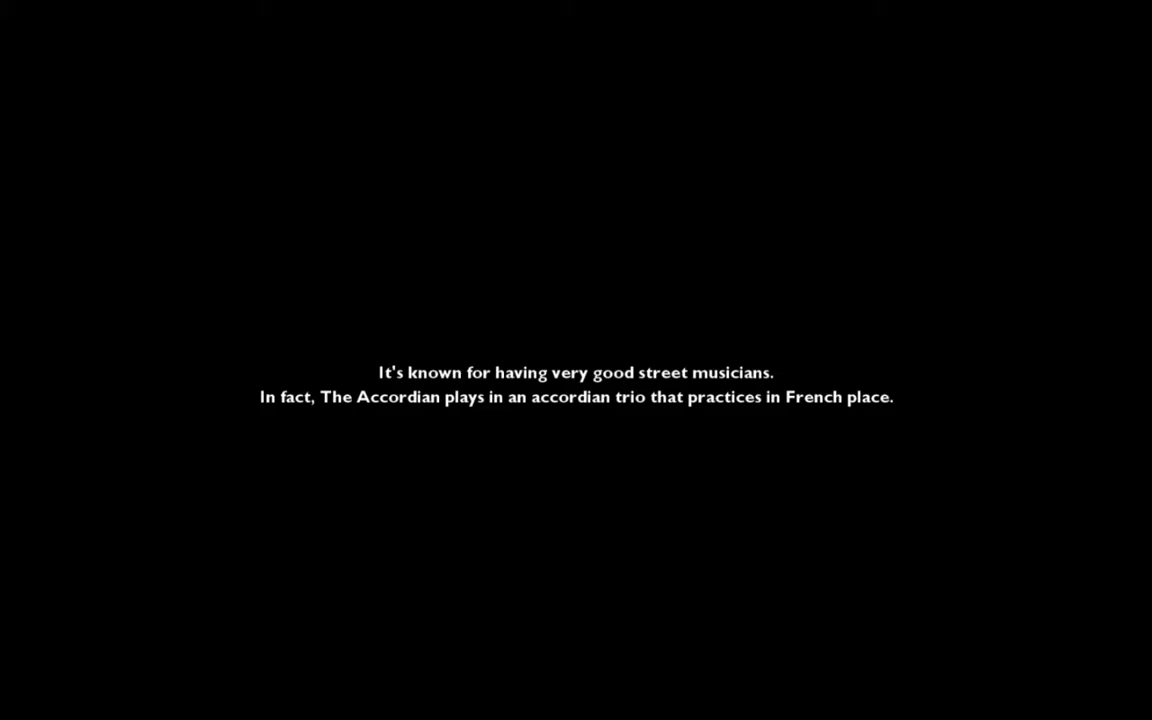 It's known for having very good street musicians.
In fact, The Accordian plays in an accordian trio that practices in French place.